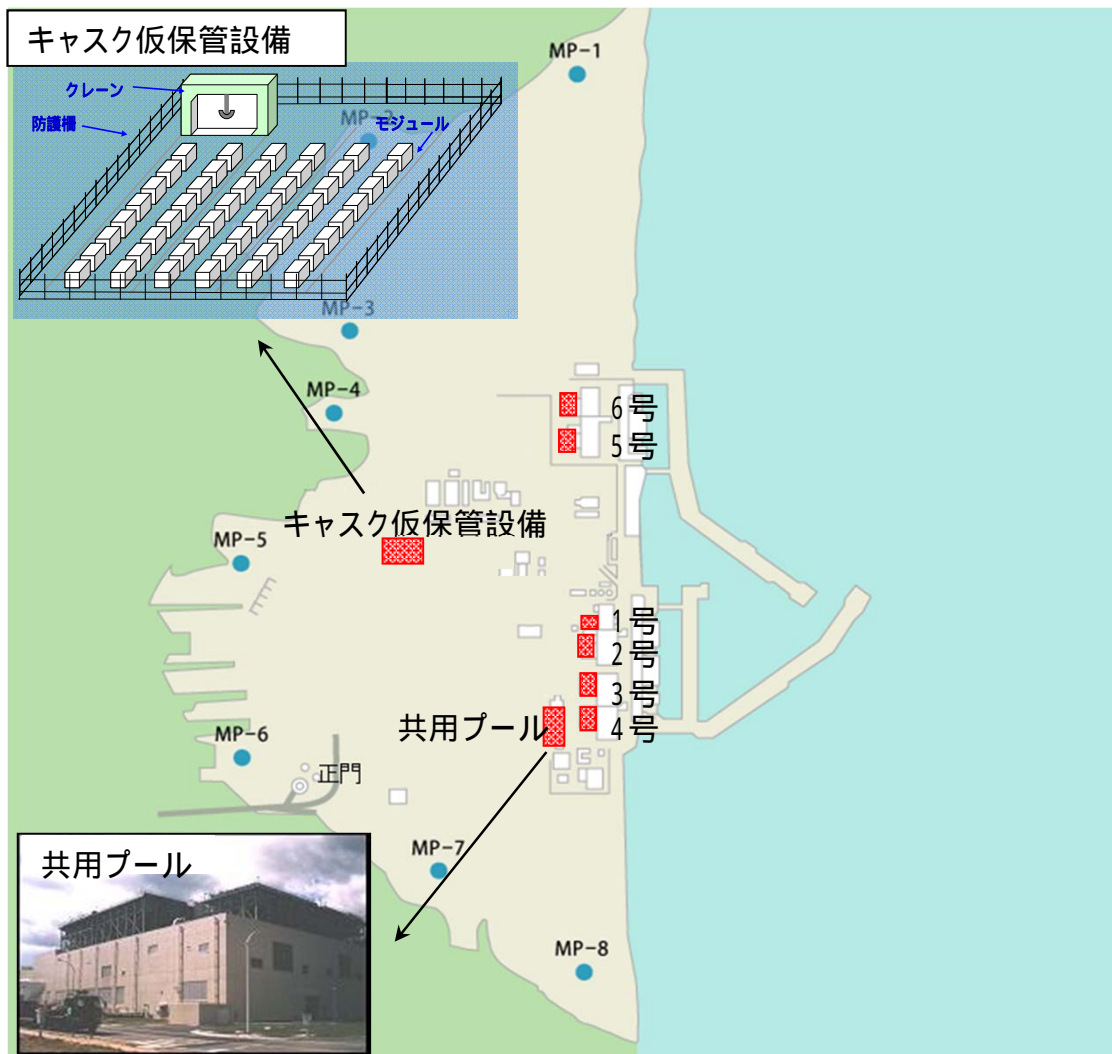 キャスク仮保管設備
MP-1
クレーン
防護柵
MP-2
モジュール
MP-3
MP-4
6号
5号
キャスク仮保管設備
MP-5
1号
2号
3号
共用プール
4号
MP-6
正門
MP-7
共用プール
MP-8